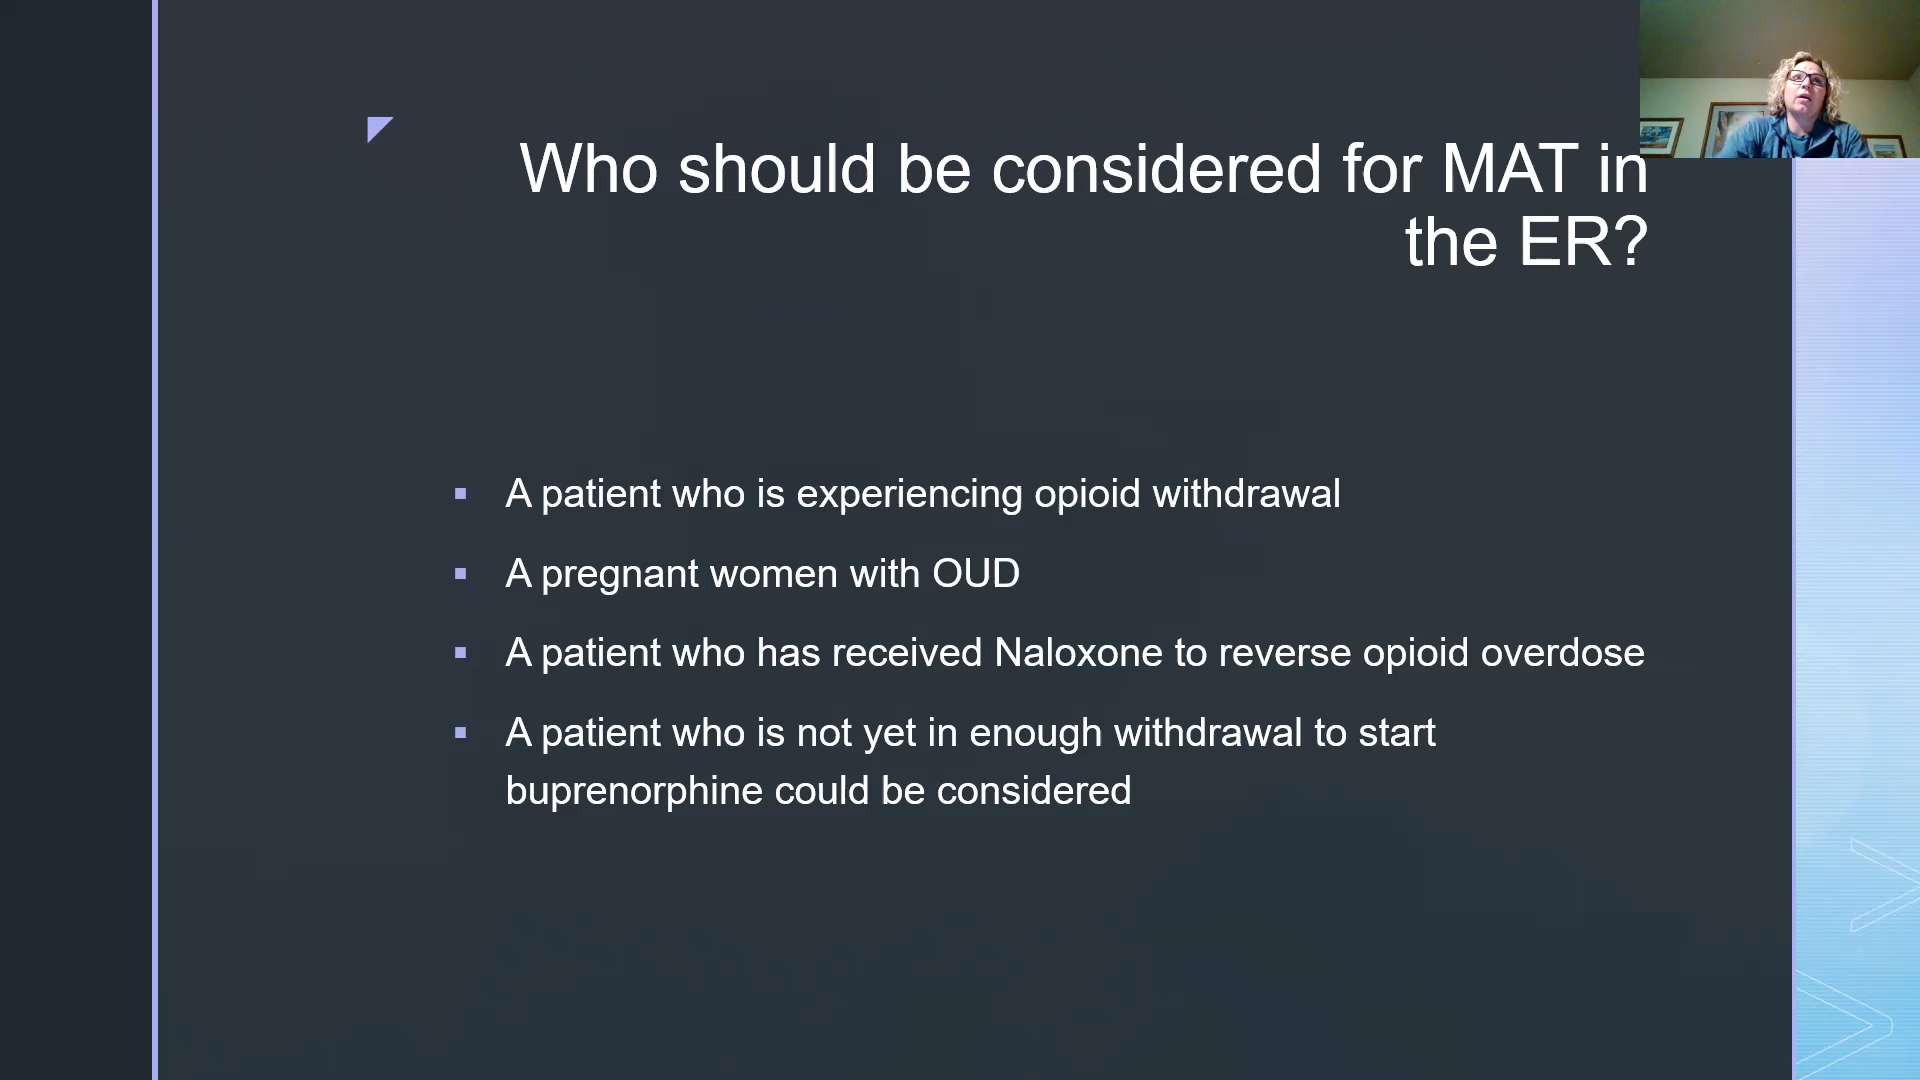 Who should be considered for MAT in
the ER?
▪ A patient who is experiencing opioid withdrawal
▪ A pregnant women with OUD
▪ A patient who has received Naloxone to reverse opioid overdose
▪ A patient who is not yet in enough withdrawal to start
buprenorphine could be considered